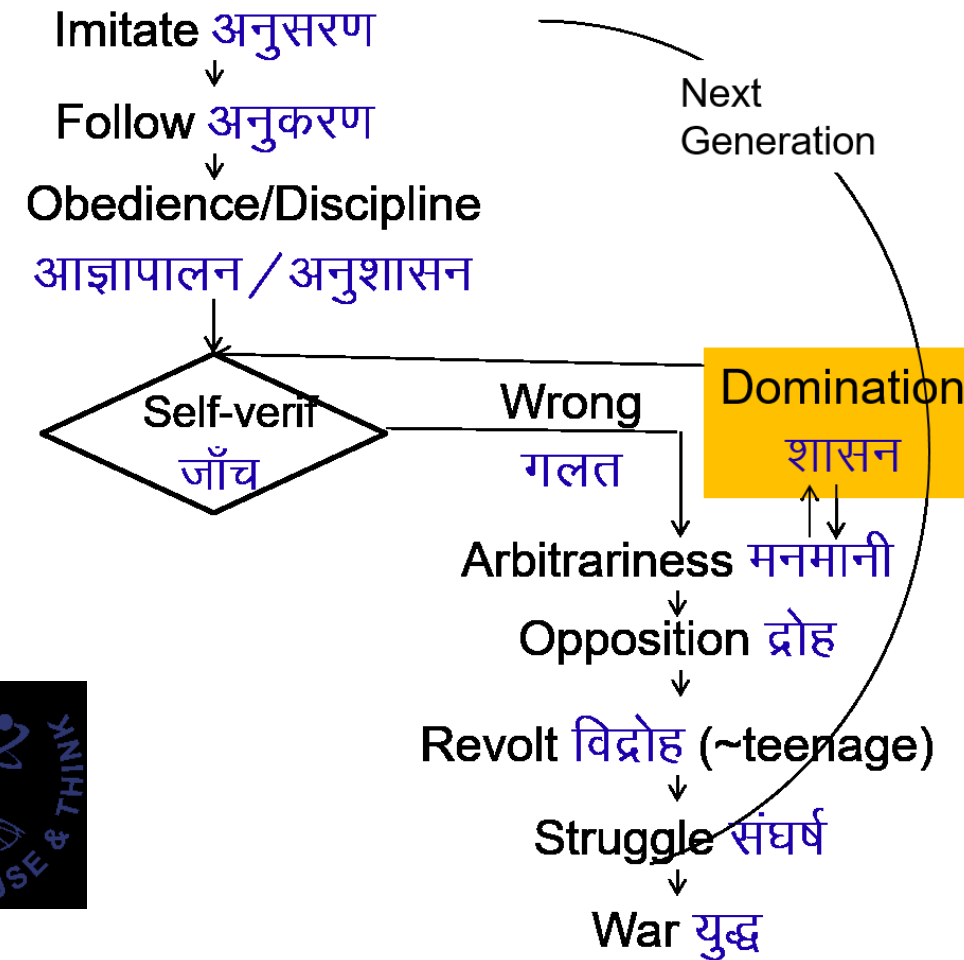 Imitate अनुसरण
Follow अनुकरण
Obedience/Discipline
आज्ञापालन / अनुशासन
Self-verif
जाँच
Wrong
गलत
Next
Generation
Domination
शासन
Arbitrariness मनमानी
Opposition द्रोह
Revolt विद्रोह (~teenage)
Struggle संघर्ष
War युद्ध
& THINK